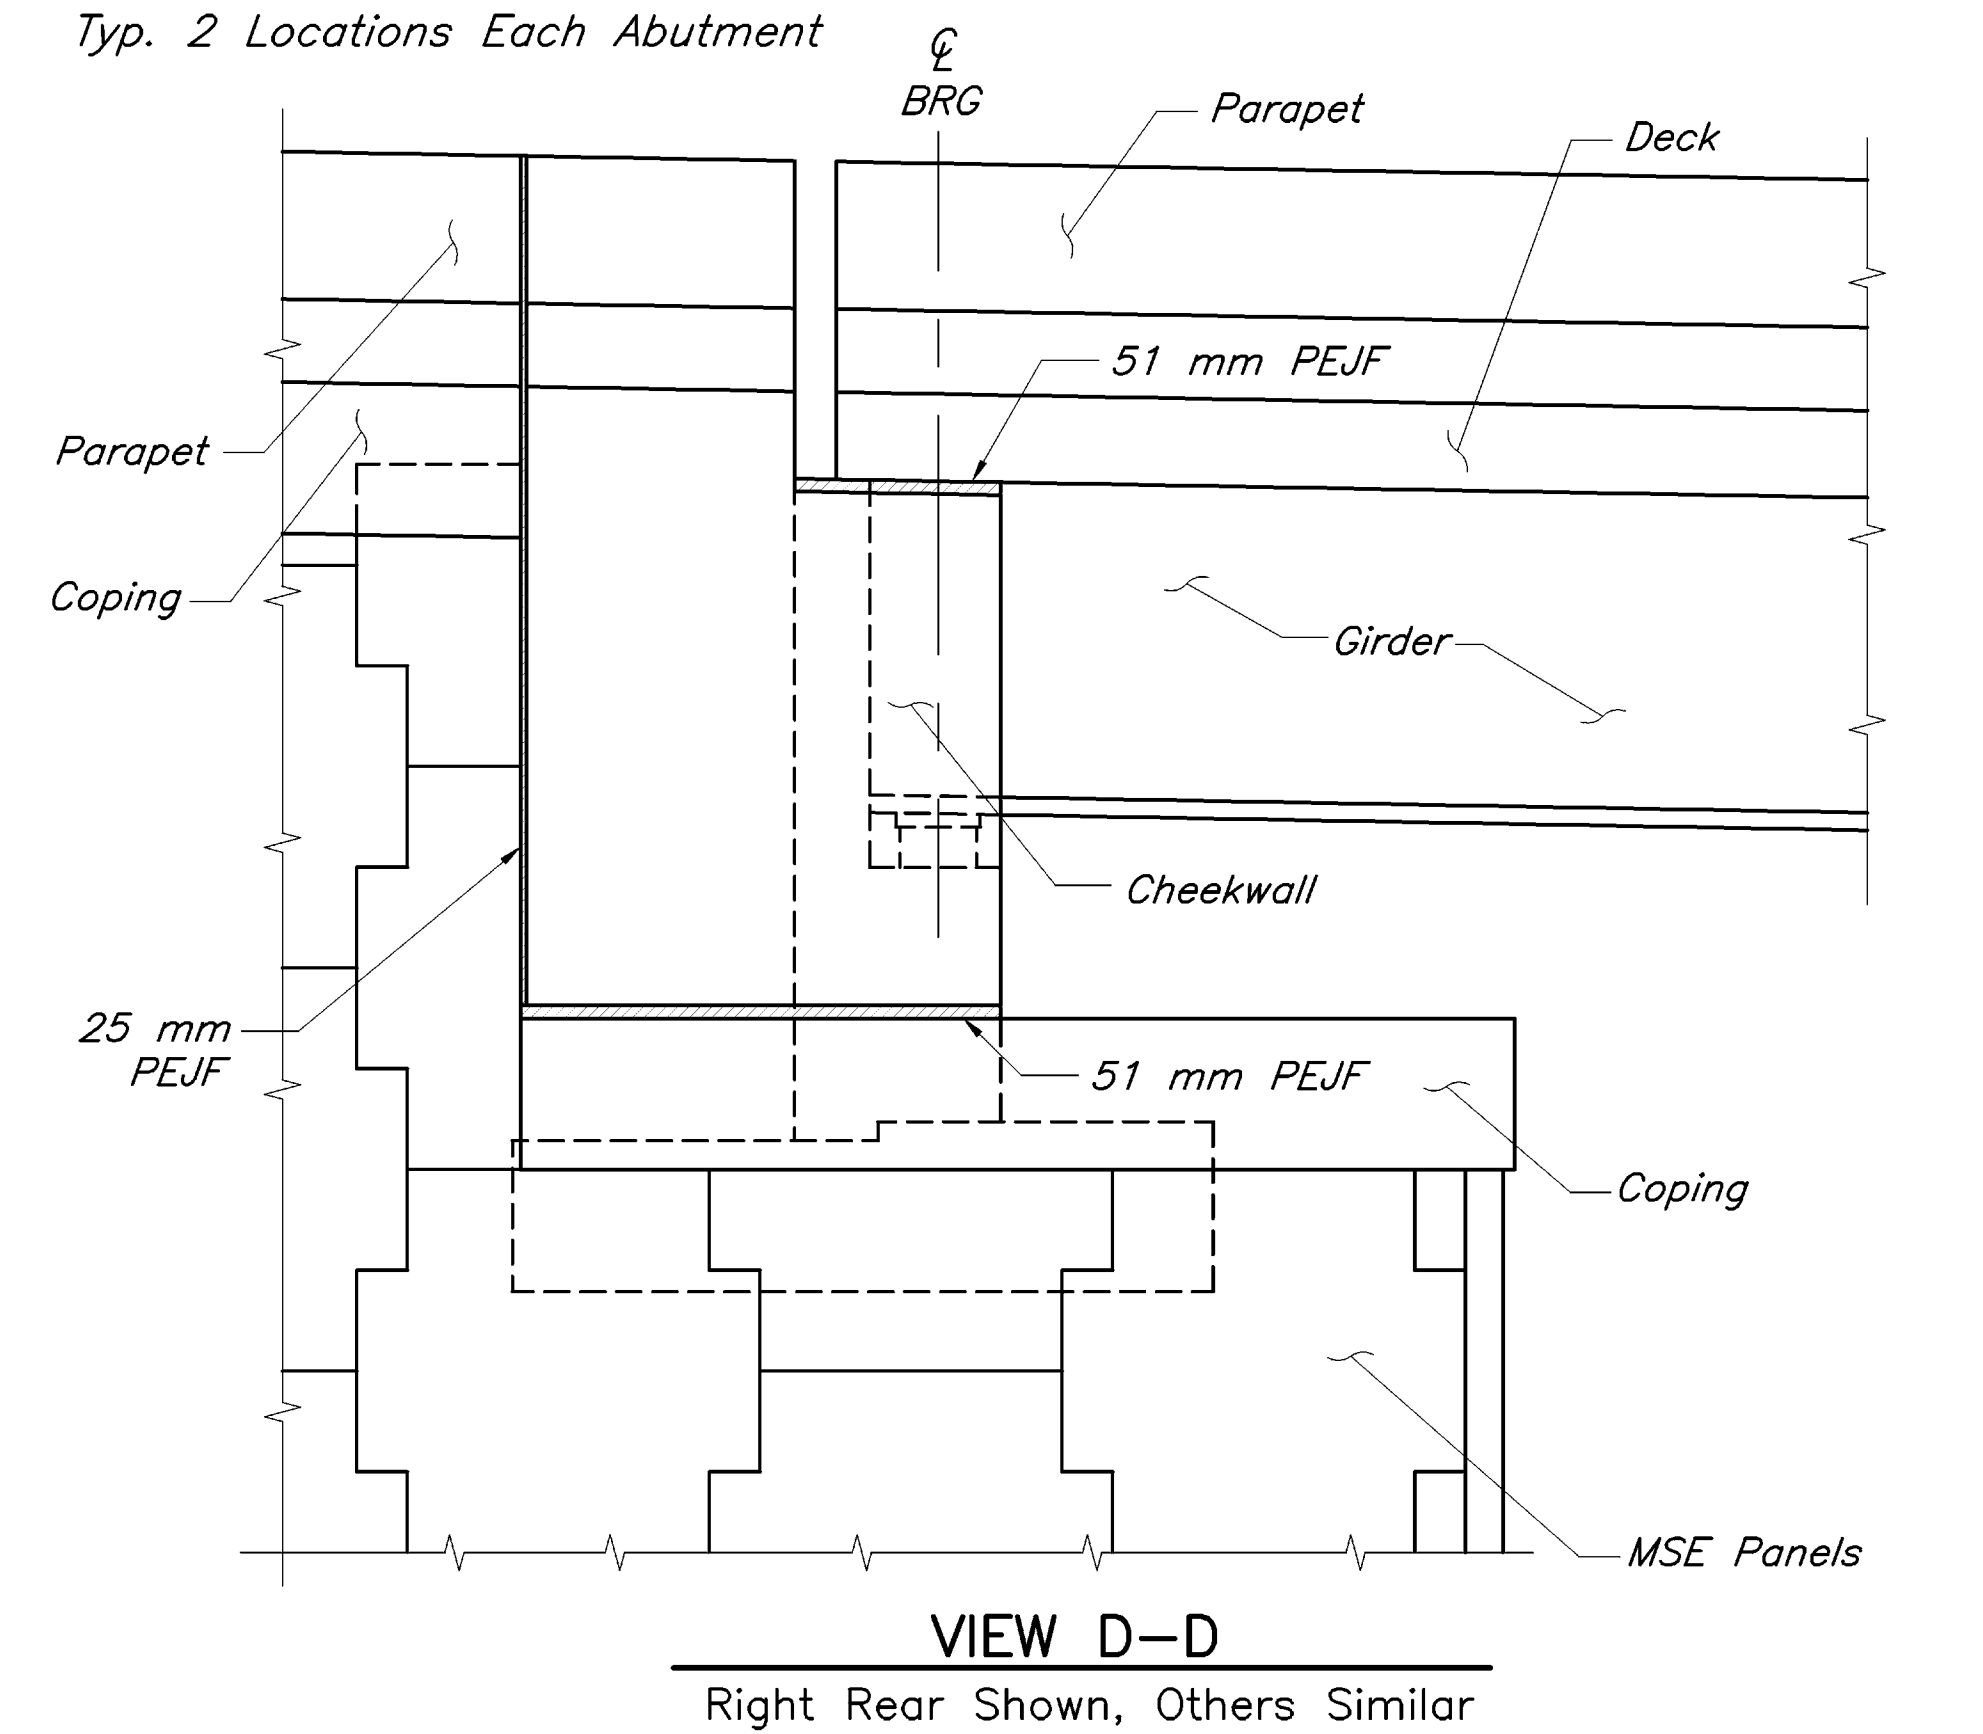 Typ. 2 Locations Each Abutment
℄
BRG
Parapet
Deck
51 mm PEJF
Parapet
Coping
Girder
Cheekwall
25 mm
PEJF
51 mm PEJF
Coping
MSE Panels
VIEW D-D
Right Rear Shown, Others Similar